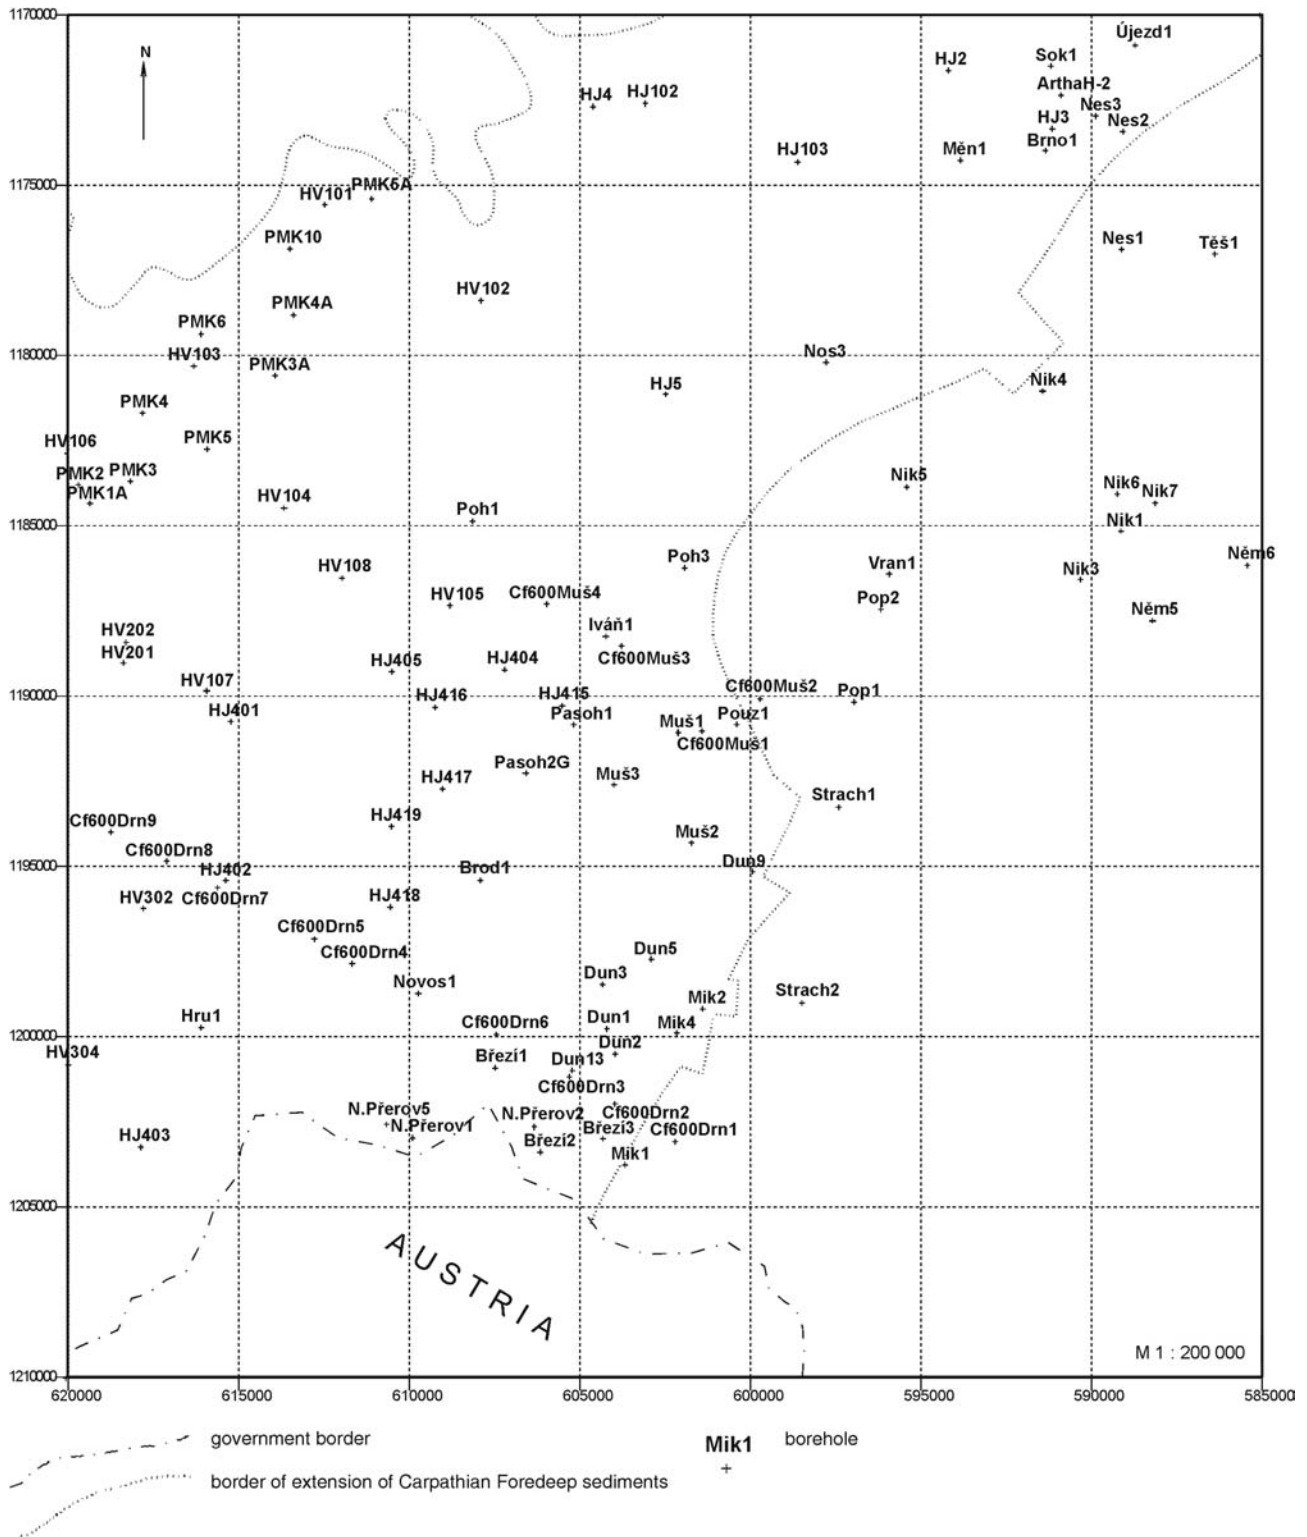 1170000
Újezd1
N
HJ2
Sok1
ArthaH-2
HJ4
HJ102
Nes3
HJ3
Nes2
HJ103
Měn1
Brno1
1175000
PMK5A
HV101
PMK10
Nes1
Těš1
HV102
PMK4A
PMK6
1180000
HV103
Nos3
PMK3A
HJ5
Nik4
PMK4
HV106
PMK5
PMK2
PMK3
Nik5
PMK1A
HV104
Nik6
Nik7
Poh1
1185000
Nik1
Poh3
Vran1
Něm6
HV108
Nik3
HV105
Cf600Muš4
Pop2
Něm5
Iváň1
HV202
HV201
HJ405
HJ404
Cf600Muš3
HV107
Cf600Muš2
Pop1
1190000
HJ401
HJ416
HJ415
Pasoh1
Muš1
Pouz1
Cf600Muš1
Pasoh2G
HJ417
Muš3
Strach1
Cf600Drn9
HJ419
Muš2
Cf600Drn8
1195000
HJ402
Brod1
Dun9
HV302
Cf600Drn7
HJ418
Cf600Drn5
Cf600Drn4
Dun5
Novos1
Dun3
Strach2
Mik2
Hru1
Cf600Drn6
Dun1
Mik4
1200000
Dun2
HV304
Březí1
Dun13
Cf600Drn3
N.Přerov5
N.Přerov2
Cf600Drn2
HJ403
N.Přerov1
Březí3
Cf600Drn1
Březí2
Mik1
1205000
AUSTRIA
M 1 : 200 000
1210000
620000 615000 610000 605000 600000 595000 590000 585000
government border
Mik1
borehole
border of extension of Carpathian Foredeep sediments